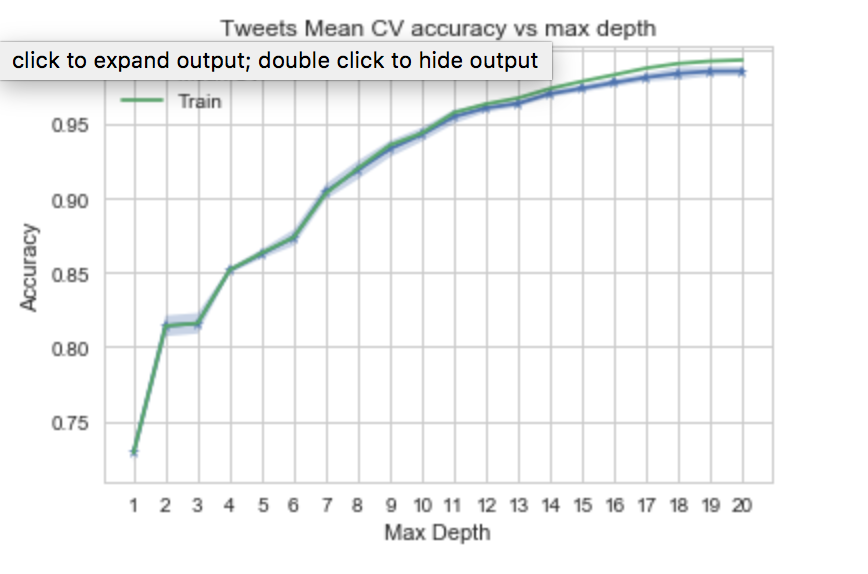 Tweets Mean CV accuracy vs max depth
click to expand output; double click to hide output
Train
0.95
0.90
0.85
0.80
0.75
Accuracy
1 2 3 4 5 6 7 8 9 10 11 12 13 14 15 16 17 18 19 20
Max Depth